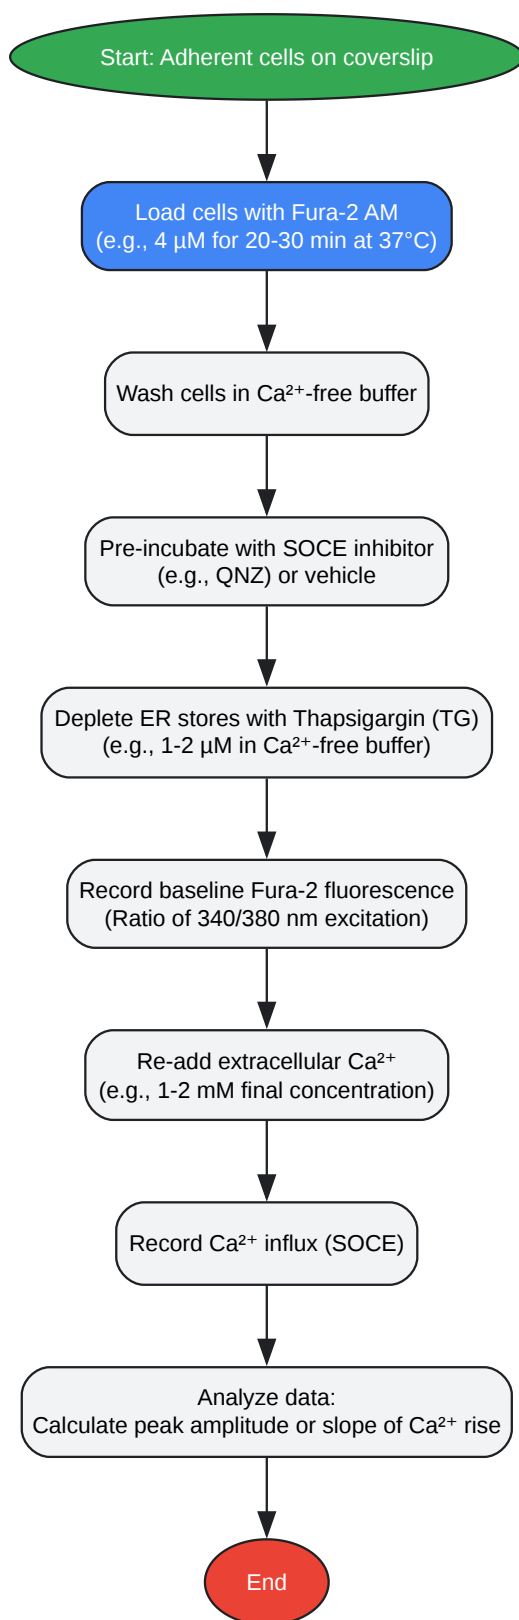 Start: Adherent cells on coverslip
Load cells with Fura-2 AM
(e.g., 4 µM for 20-30 min at 37°C)
Wash cells in Ca²⁺-free buffer
Pre-incubate with SOCE inhibitor
(e.g., QNZ) or vehicle
Deplete ER stores with Thapsigargin (TG)
(e.g., 1-2 µM in Ca²⁺-free buffer)
Record baseline Fura-2 fluorescence
(Ratio of 340/380 nm excitation)
Re-add extracellular Ca²⁺
(e.g., 1-2 mM final concentration)
Record Ca²⁺ influx (SOCE)
Analyze data:
Calculate peak amplitude or slope of Ca²⁺ rise
End